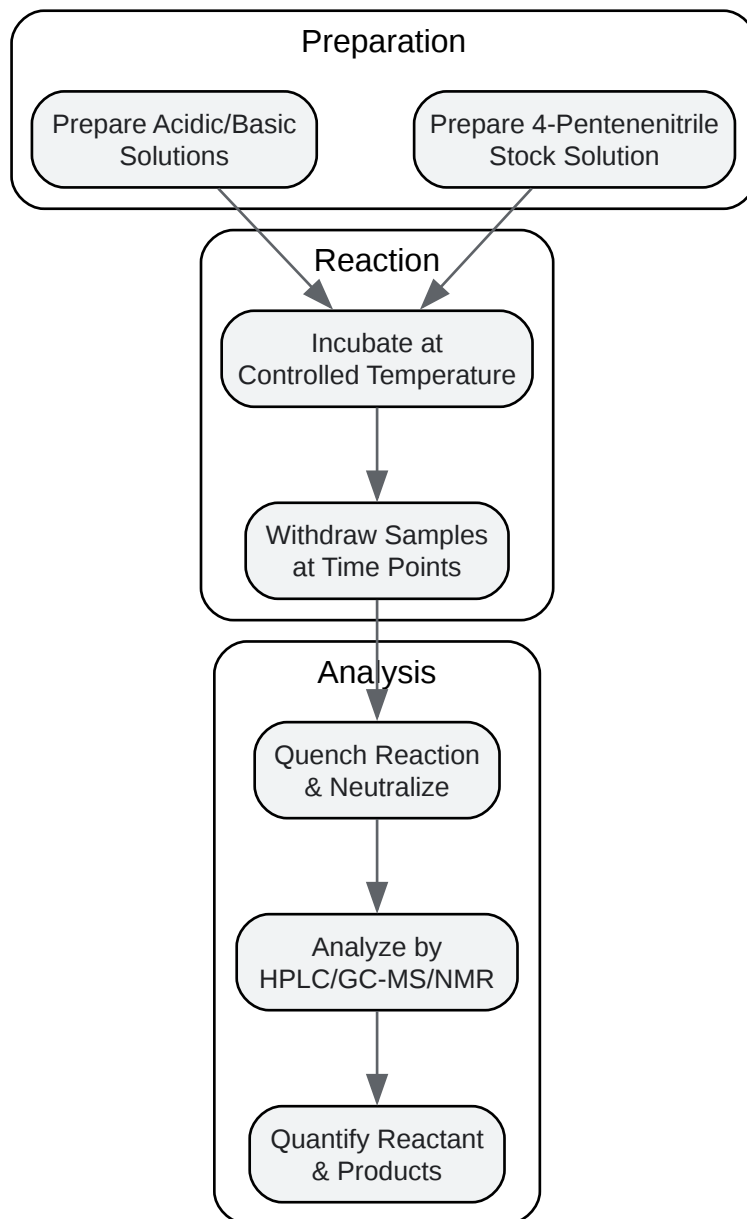 Preparation
Prepare Acidic/Basic
Solutions
Prepare 4-Pentenenitrile
Stock Solution
Reaction
Incubate at
Controlled Temperature
Withdraw Samples
at Time Points
Analysis
Quench Reaction
& Neutralize
Analyze by
HPLC/GC-MS/NMR
Quantify Reactant
& Products